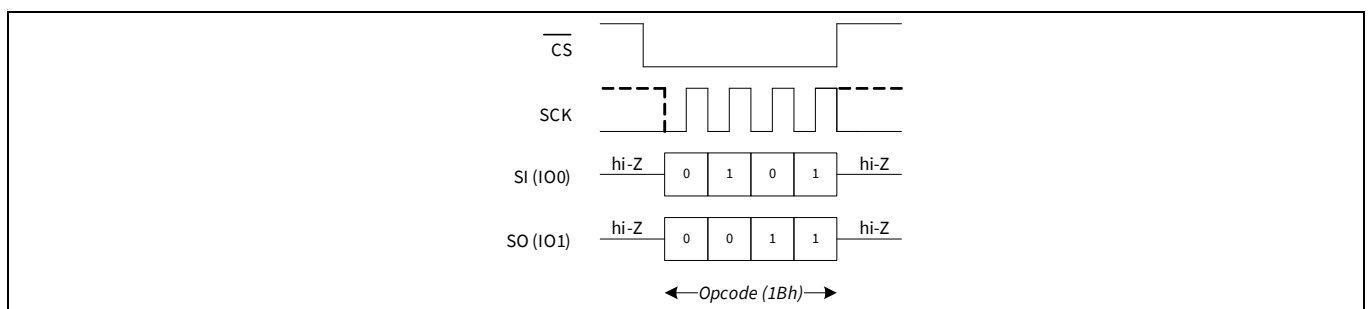 CS
SCK
hi-Z 0 1 0 1 hi-Z
SI (IO0)
hi-Z 0 0 1 1 hi-Z
SO (IO1)
Opcode (1Bh)